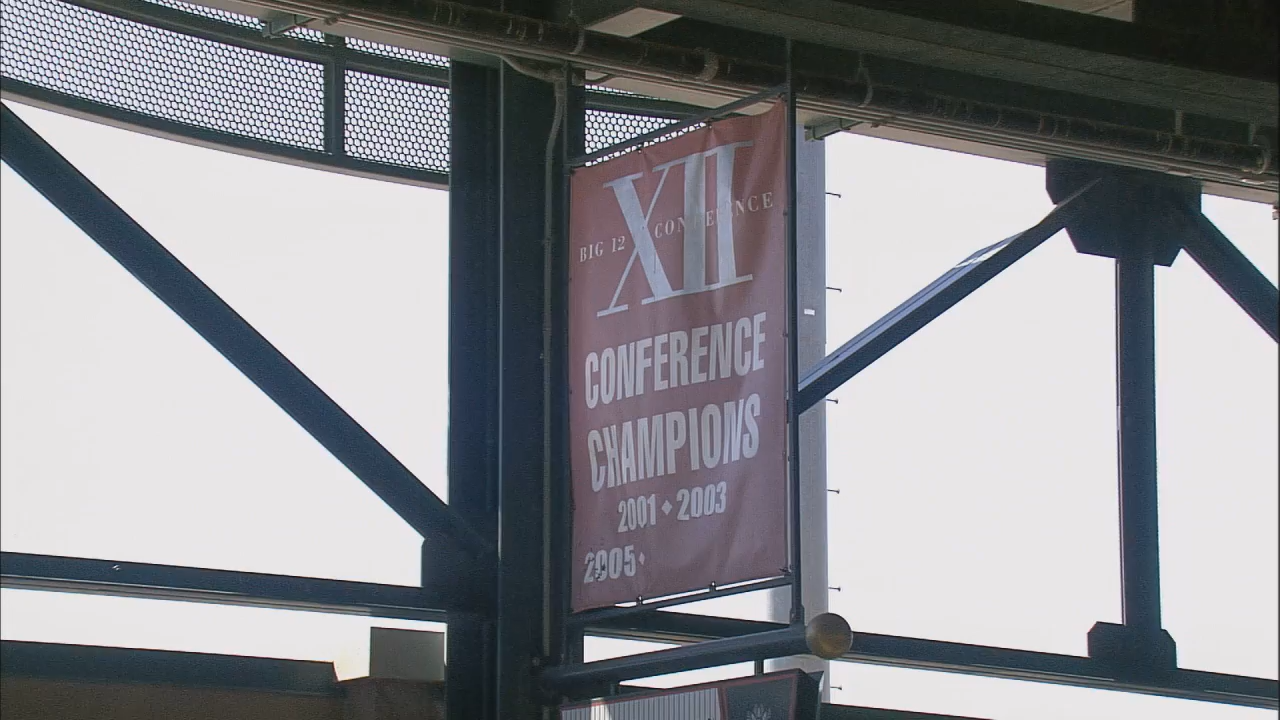 XII
BIG 12 CONFERENCE
CONFERENCE
CHAMPIONS
2001 ♦ 2003
2005 ♦